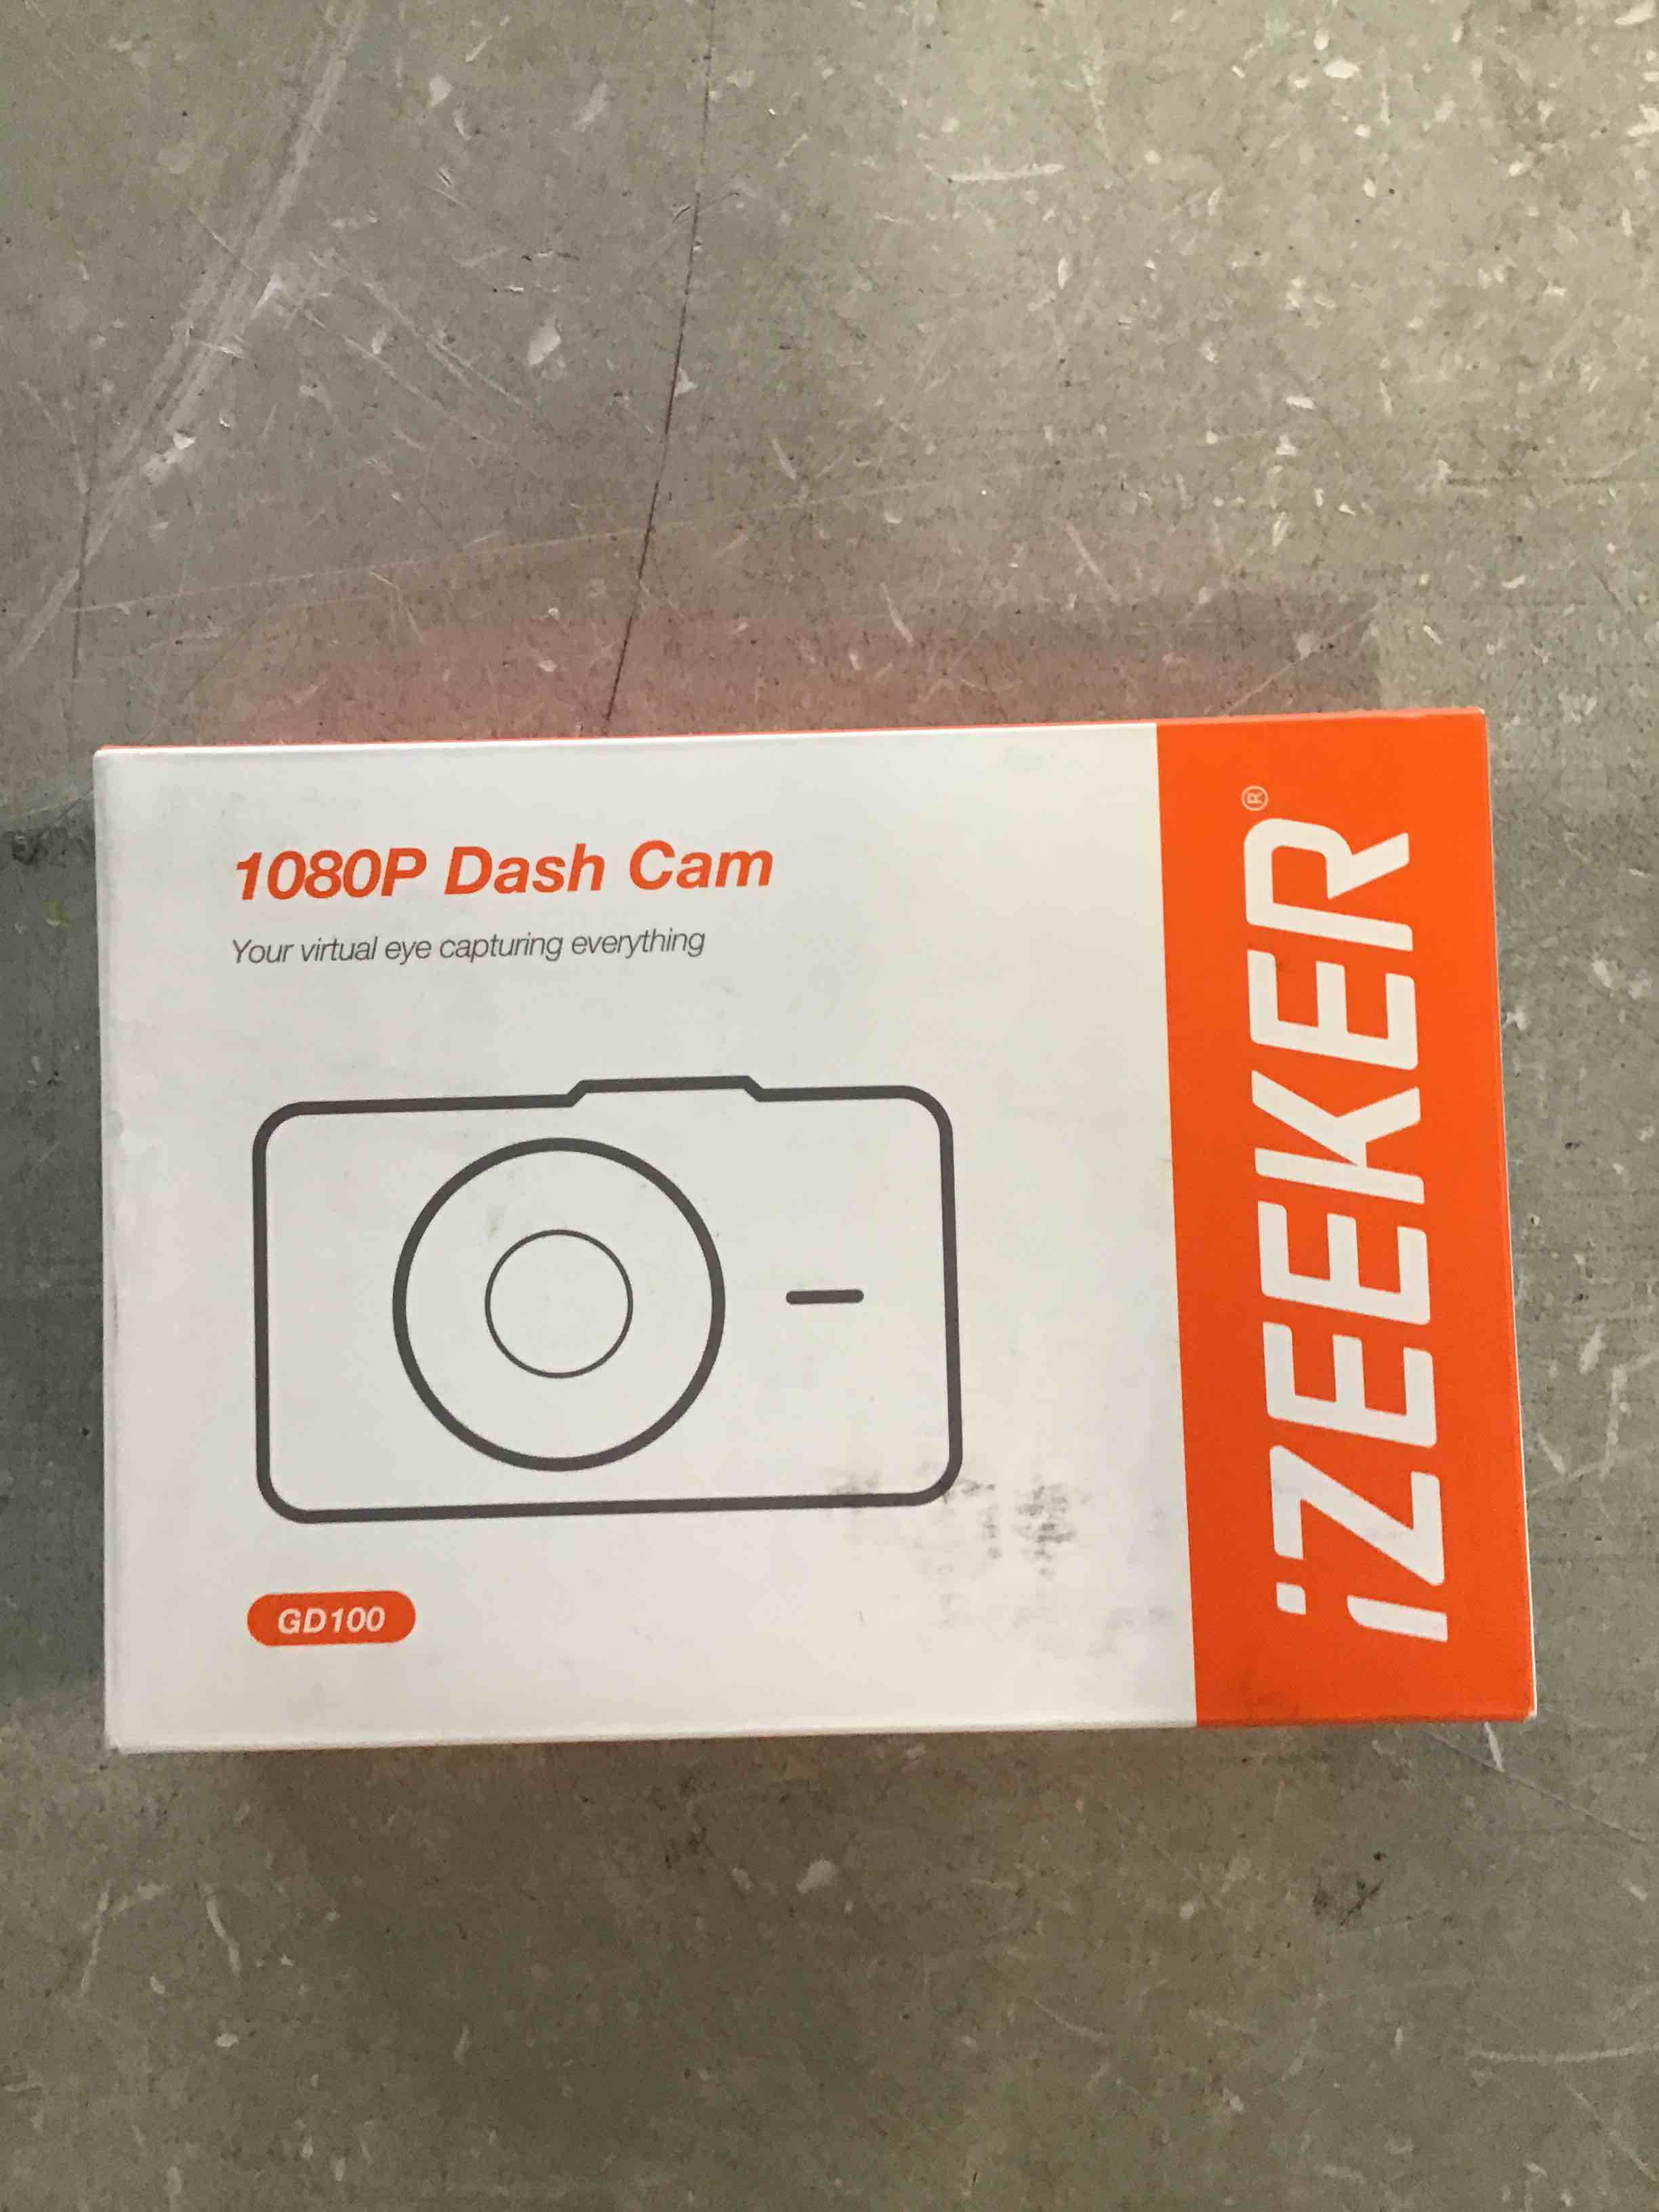 1080P Dash Cam
Your virtual eye capturing everything
GD100
iZEEKER®